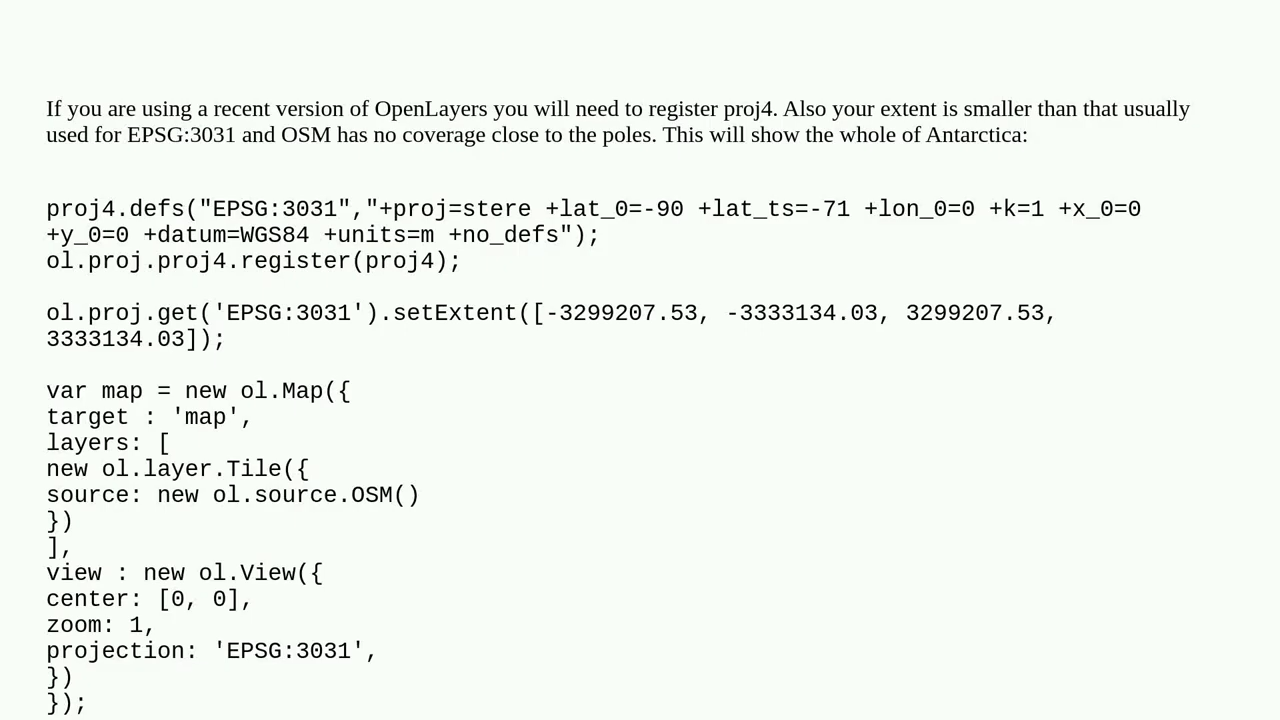 If you are using a recent version of OpenLayers you will need to register proj4. Also your extent is smaller than that usually
used for EPSG:3031 and OSM has no coverage close to the poles. This will show the whole of Antarctica:
proj4.defs("EPSG:3031","+proj=stere +lat_0=-90 +lat_ts=-71 +lon_0=0 +k=1 +x_0=0
+y_0=0 +datum=WGS84 +units=m +no_defs");
ol.proj.proj4.register(proj4);
ol.proj.get('EPSG:3031').setExtent([-3299207.53, -3333134.03, 3299207.53,
3333134.03]);
var map = new ol.Map({
target : 'map',
layers: [
new ol.layer.Tile({
source: new ol.source.OSM()
})
],
view : new ol.View({
center: [0, 0],
zoom: 1,
projection: 'EPSG:3031',
})
});